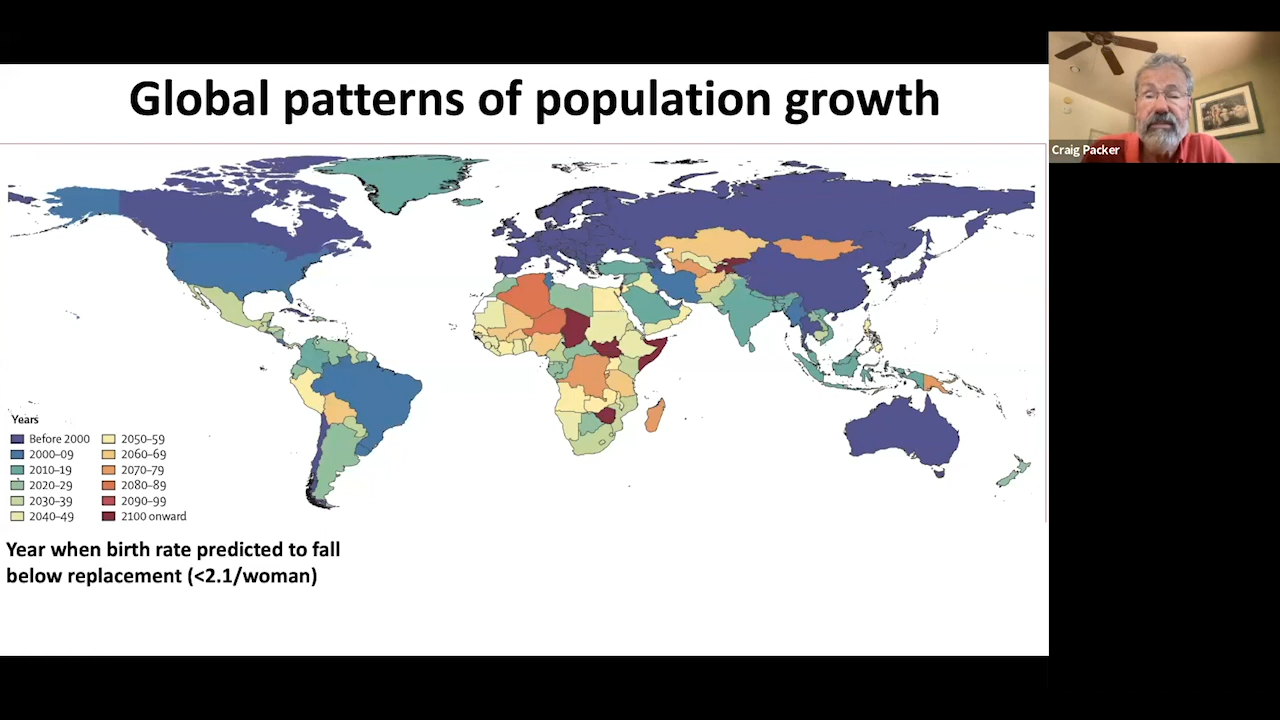 Global patterns of population growth
Craig Packer
Years
Before 2000
2000–09
2010–19
2020–29
2030–39
2040–49
2050–59
2060–69
2070–79
2080–89
2090–99
2100 onward
Year when birth rate predicted to fall
below replacement (<2.1/woman)